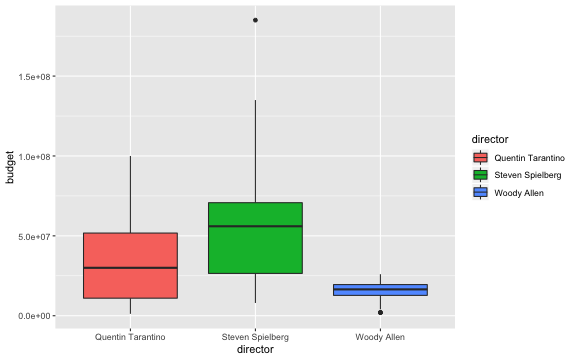 budget
1.5e+08
1.0e+08
5.0e+07
0.0e+00
Quentin Tarantino
Steven Spielberg
Woody Allen
director
director
Quentin Tarantino
Steven Spielberg
Woody Allen